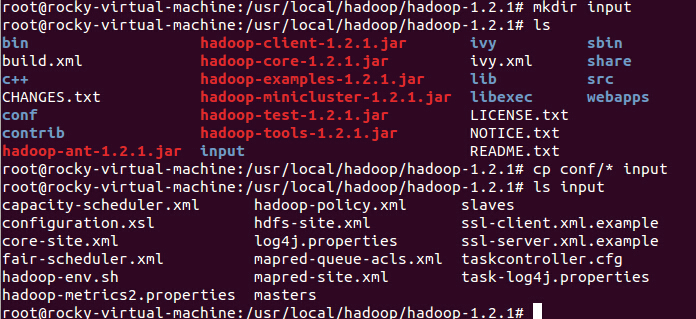 root@rocky-virtual-machine:/usr/local/hadoop/hadoop-1.2.1# mkdir input
root@rocky-virtual-machine:/usr/local/hadoop/hadoop-1.2.1# ls
bin hadoop-client-1.2.1.jar ivy sbin
build.xml hadoop-core-1.2.1.jar ivy.xml share
c++ hadoop-examples-1.2.1.jar lib src
CHANGES.txt hadoop-minicluster-1.2.1.jar libexec webapps
conf hadoop-test-1.2.1.jar LICENSE.txt
contrib hadoop-tools-1.2.1.jar NOTICE.txt
hadoop-ant-1.2.1.jar input README.txt
root@rocky-virtual-machine:/usr/local/hadoop/hadoop-1.2.1# cp conf/* input
root@rocky-virtual-machine:/usr/local/hadoop/hadoop-1.2.1# ls input
capacity-scheduler.xml hadoop-policy.xml slaves
configuration.xsl hdfs-site.xml ssl-client.xml.example
core-site.xml log4j.properties ssl-server.xml.example
fair-scheduler.xml mapred-queue-acls.xml taskcontroller.cfg
hadoop-env.sh mapred-site.xml task-log4j.properties
hadoop-metrics2.properties masters
root@rocky-virtual-machine:/usr/local/hadoop/hadoop-1.2.1#